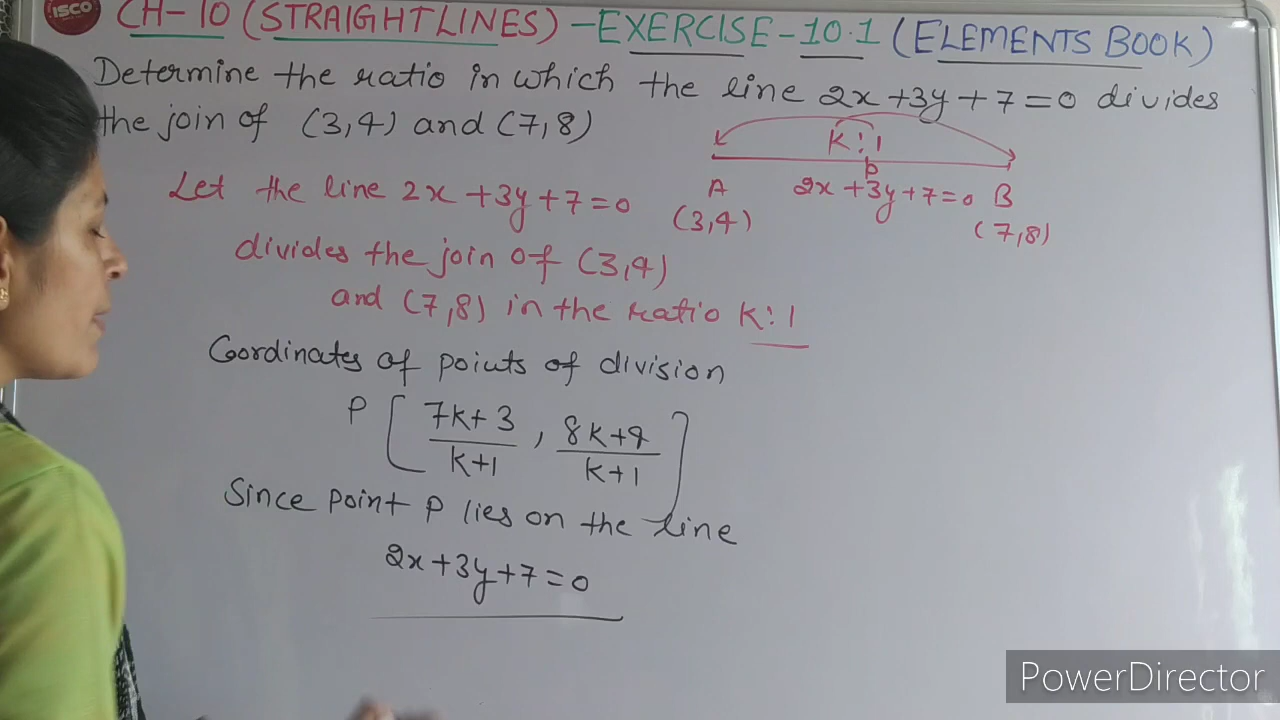 ISCO
CH-10 (STRAIGHT LINES) - EXERCISE - 10.1 (ELEMENTS BOOK)
Determine the ratio in which the line 2x+3y+7=0 divides
the join of (3,4) and (7,8)
K:1
P
A 2x+3y+7=0 B
(3,4) (7,8)
Let the line 2x+3y+7=0
divides the join of (3,4)
and (7,8) in the ratio K:1
Coordinates of points of division
P [ (7K+3)/(K+1) , (8K+4)/(K+1) ]
Since point P lies on the line
2x+3y+7=0
PowerDirector